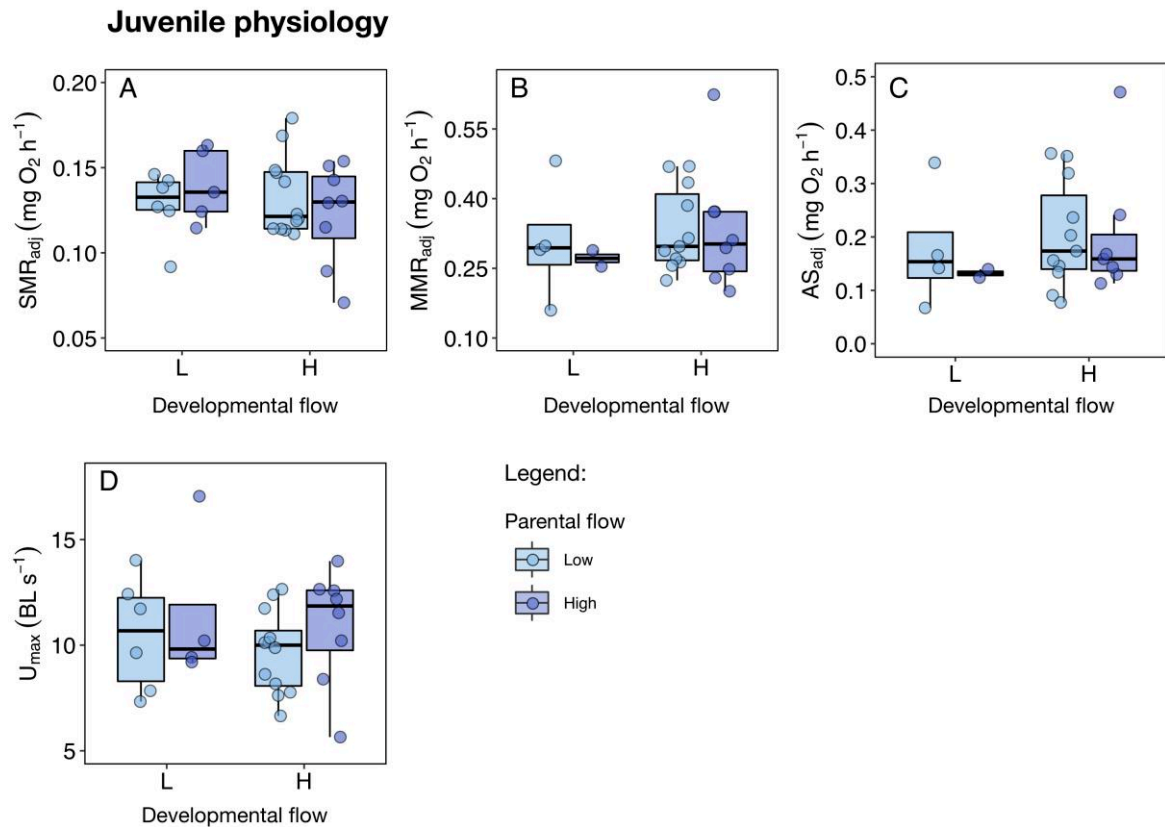 Juvenile physiology
A
SMRadj (mg O2 h−1)
0.20
0.15
0.10
0.05
L
H
Developmental flow
B
MMRadj (mg O2 h−1)
0.55
0.40
0.25
0.10
L
H
Developmental flow
C
ASadj (mg O2 h−1)
0.5
0.4
0.3
0.2
0.1
0.0
L
H
Developmental flow
D
Umax (BL s−1)
15
10
5
L
H
Developmental flow
Legend:
Parental flow
Low
High